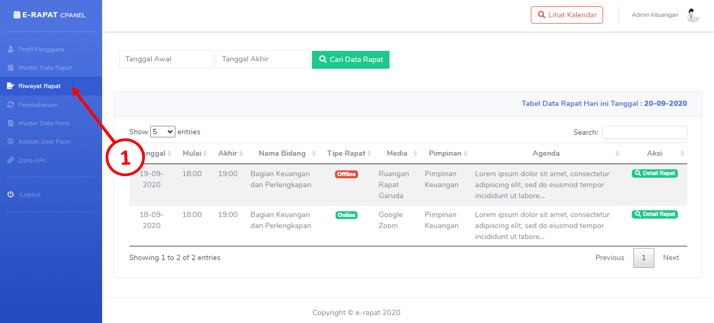 E-RAPAT CPANEL
Lihat Kalendar
Admin Keuangan
Profil Pengguna
Master Data Rapat
Riwayat Rapat
Pembaharuan
Master Data Form
Kelolah User Form
Zoho API
Logout
1
Tanggal Awal
Tanggal Akhir
Cari Data Rapat
Tabel Data Rapat Hari ini Tanggal : 20-09-2020
Show 5 entries
Search:
Mulai Akhir Nama Bidang Tipe Rapat Media Pimpinan Agenda Aksi
19-09-2020 18:00 19:00 Bagian Keuangan dan Perlengkapan Offline Ruangan Rapat Garuda Pimpinan Keuangan Lorem ipsum dolor sit amet, consectetur adipiscing elit, sed do eiusmod tempor incididunt ut labore... Detail Rapat
18-09-2020 18:00 19:00 Bagian Keuangan dan Perlengkapan Online Google Zoom Pimpinan Keuangan Lorem ipsum dolor sit amet, consectetur adipiscing elit, sed do eiusmod tempor incididunt ut labore... Detail Rapat
Showing 1 to 2 of 2 entries
Previous 1 Next
Copyright © e-rapat 2020